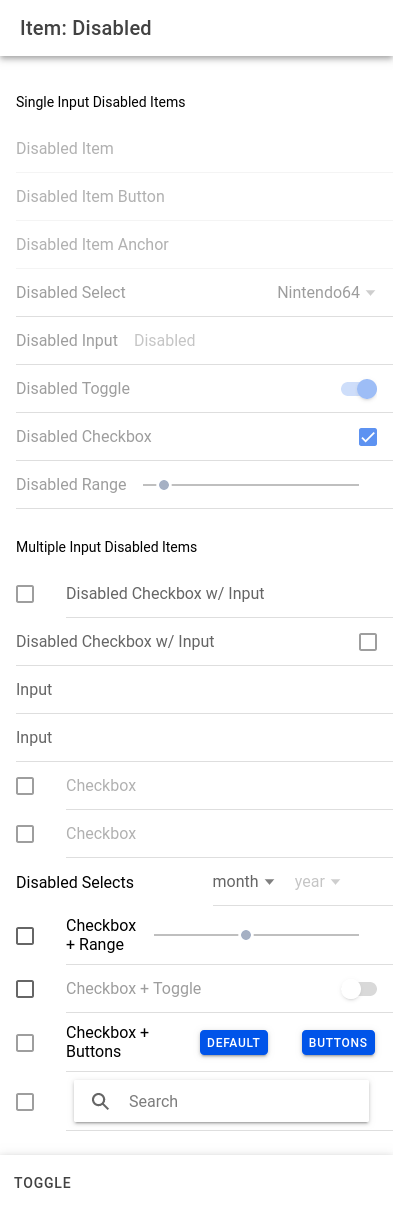 Item: Disabled
Single Input Disabled Items
Disabled Item
Disabled Item Button
Disabled Item Anchor
Disabled Select Nintendo64
Disabled Input Disabled
Disabled Toggle
Disabled Checkbox
Disabled Range
Multiple Input Disabled Items
Disabled Checkbox w/ Input
Disabled Checkbox w/ Input
Input
Input
Checkbox
Checkbox
Disabled Selects month year
Checkbox
+ Range
Checkbox + Toggle
Checkbox +
Buttons
DEFAULT BUTTONS
Search
TOGGLE